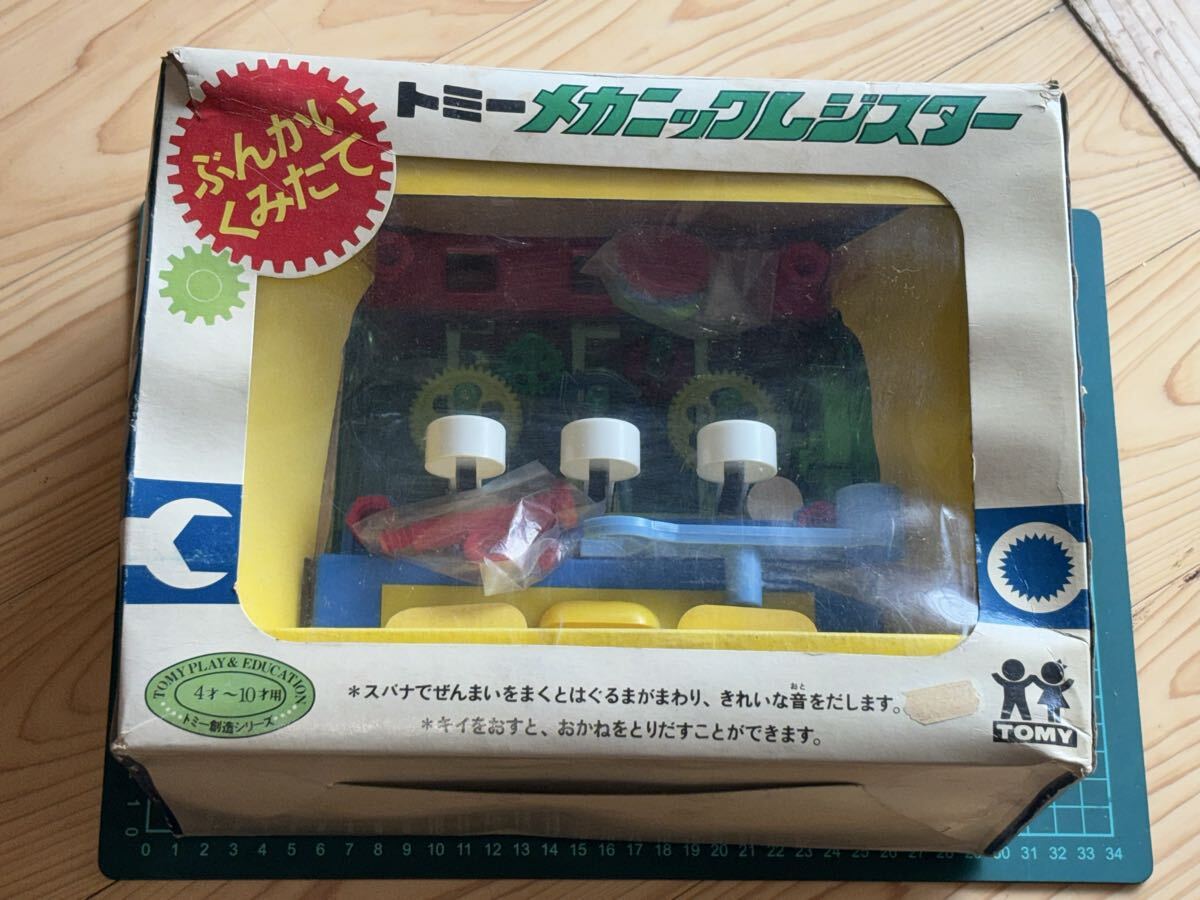 トミーメカニックレジスター
ぶんかい
くみたて
TOMY PLAY & EDUCATION
4才〜10才用
トミー創造シリーズ
*スパナでぜんまいをまくとはぐるまがまわり、きれいな音をだします。
おと
*キイをおすと、おかねをとりだすことができます。
TOMY
1
0
0 1 2 3 4 5 6 7 8 9 10 11 12 13 14 15 16 17 18 19 20 21 22 23 24 25 26 27 28 29 30 31 32 33 34